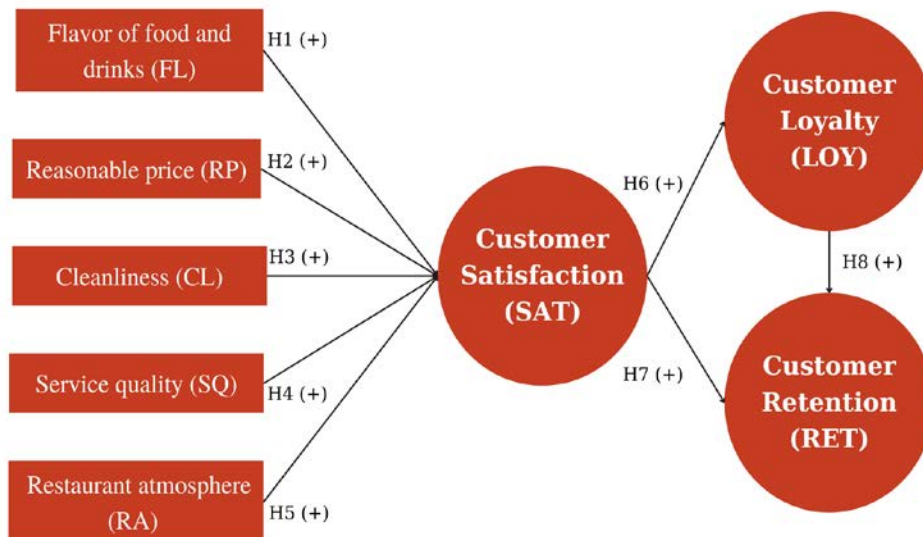 Flavor of food and
drinks (FL)
H1 (+)
Reasonable price (RP)
H2 (+)
Cleanliness (CL)
H3 (+)
Service quality (SQ)
H4 (+)
Restaurant atmosphere
(RA)
H5 (+)
Customer
Satisfaction
(SAT)
H6 (+)
H7 (+)
Customer
Loyalty
(LOY)
H8 (+)
Customer
Retention
(RET)